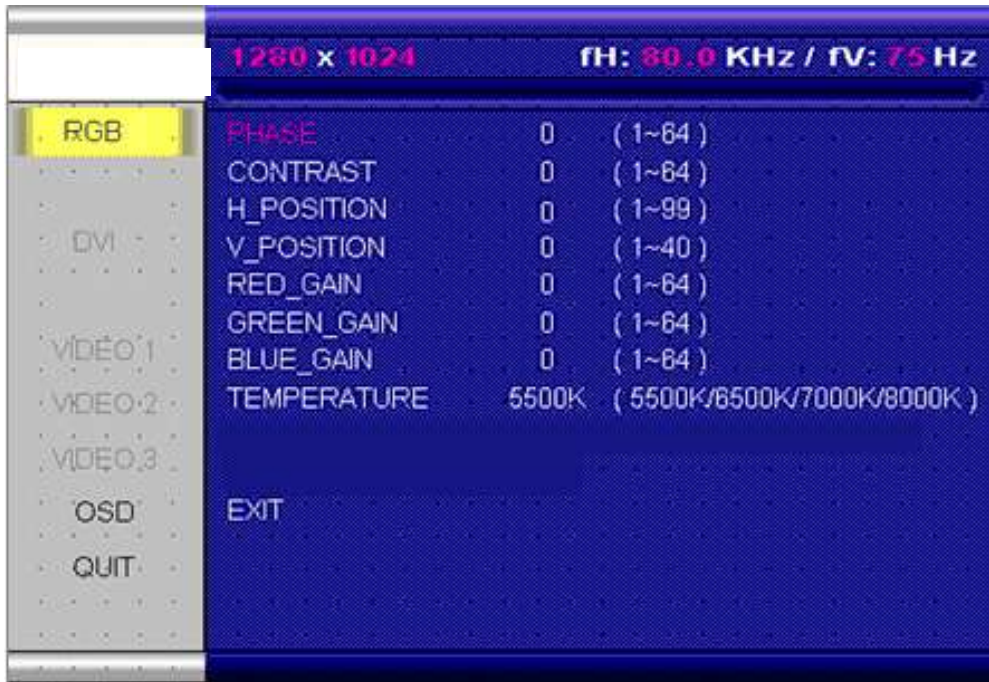 1280 x 1024 fH: 80.0 KHz / fV: 75 Hz
RGB
DVI
VIDEO 1
VIDEO 2
VIDEO 3
OSD
QUIT
PHASE 0 ( 1~64 )
CONTRAST 0 ( 1~64 )
H_POSITION 0 ( 1~99 )
V_POSITION 0 ( 1~40 )
RED_GAIN 0 ( 1~64 )
GREEN_GAIN 0 ( 1~64 )
BLUE_GAIN 0 ( 1~64 )
TEMPERATURE 5500K ( 5500K/6500K/7000K/8000K )
EXIT